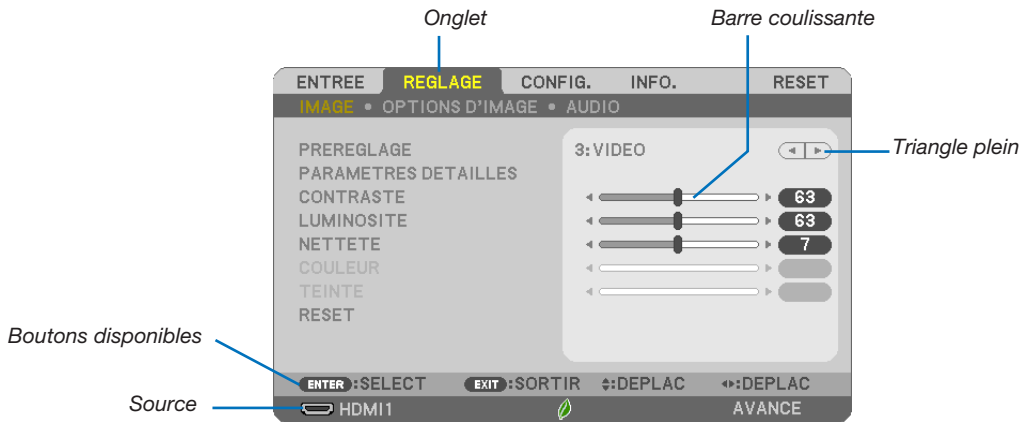 Onglet
Barre coulissante
ENTREE REGLAGE CONFIG. INFO. RESET
IMAGE • OPTIONS D'IMAGE • AUDIO
PREREGLAGE 3:VIDEO
Triangle plein
PARAMETRES DETAILLES
CONTRASTE 63
LUMINOSITE 63
NETTETE 7
COULEUR
TEINTE
RESET
Boutons disponibles
ENTER :SELECT EXIT :SORTIR :DEPLAC :DEPLAC
Source
HDMI1 AVANCE